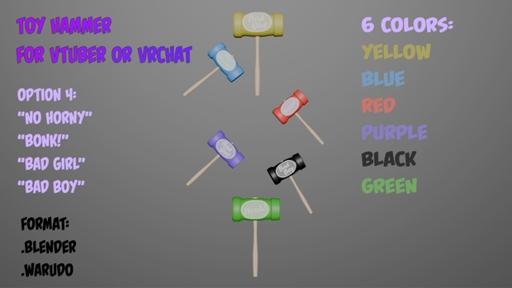 TOY HAMMER
FOR VTUBER OR VRCHAT
OPTION 4:
"NO HORNY"
"BONK!"
"BAD GIRL"
"BAD BOY"
FORMAT:
.BLENDER
.WARUDO
6 COLORS:
YELLOW
BLUE
RED
PURPLE
BLACK
GREEN